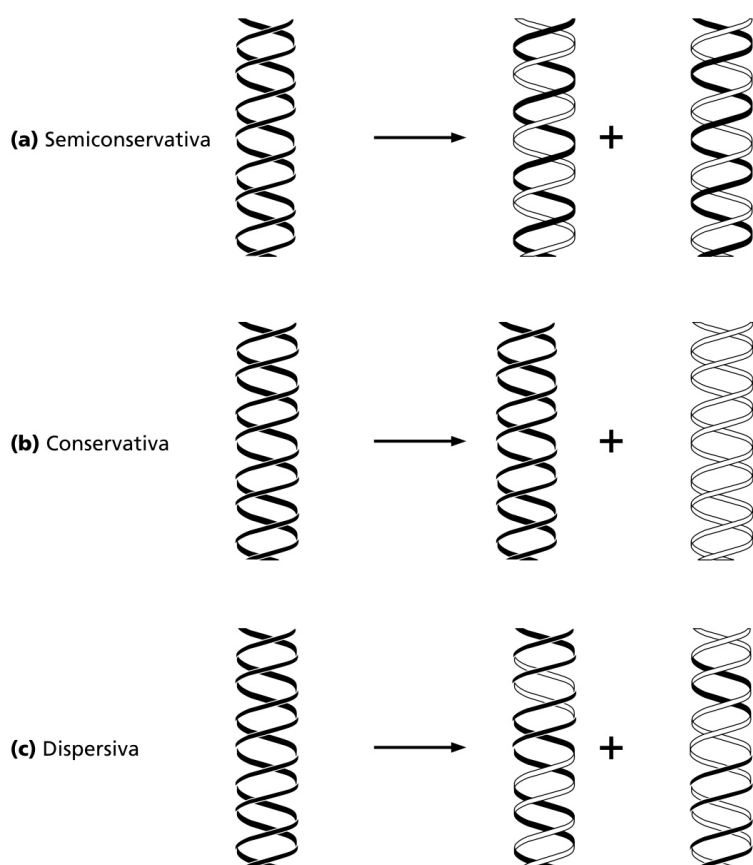 (a) Semiconservativa
+
(b) Conservativa
+
(c) Dispersiva
+